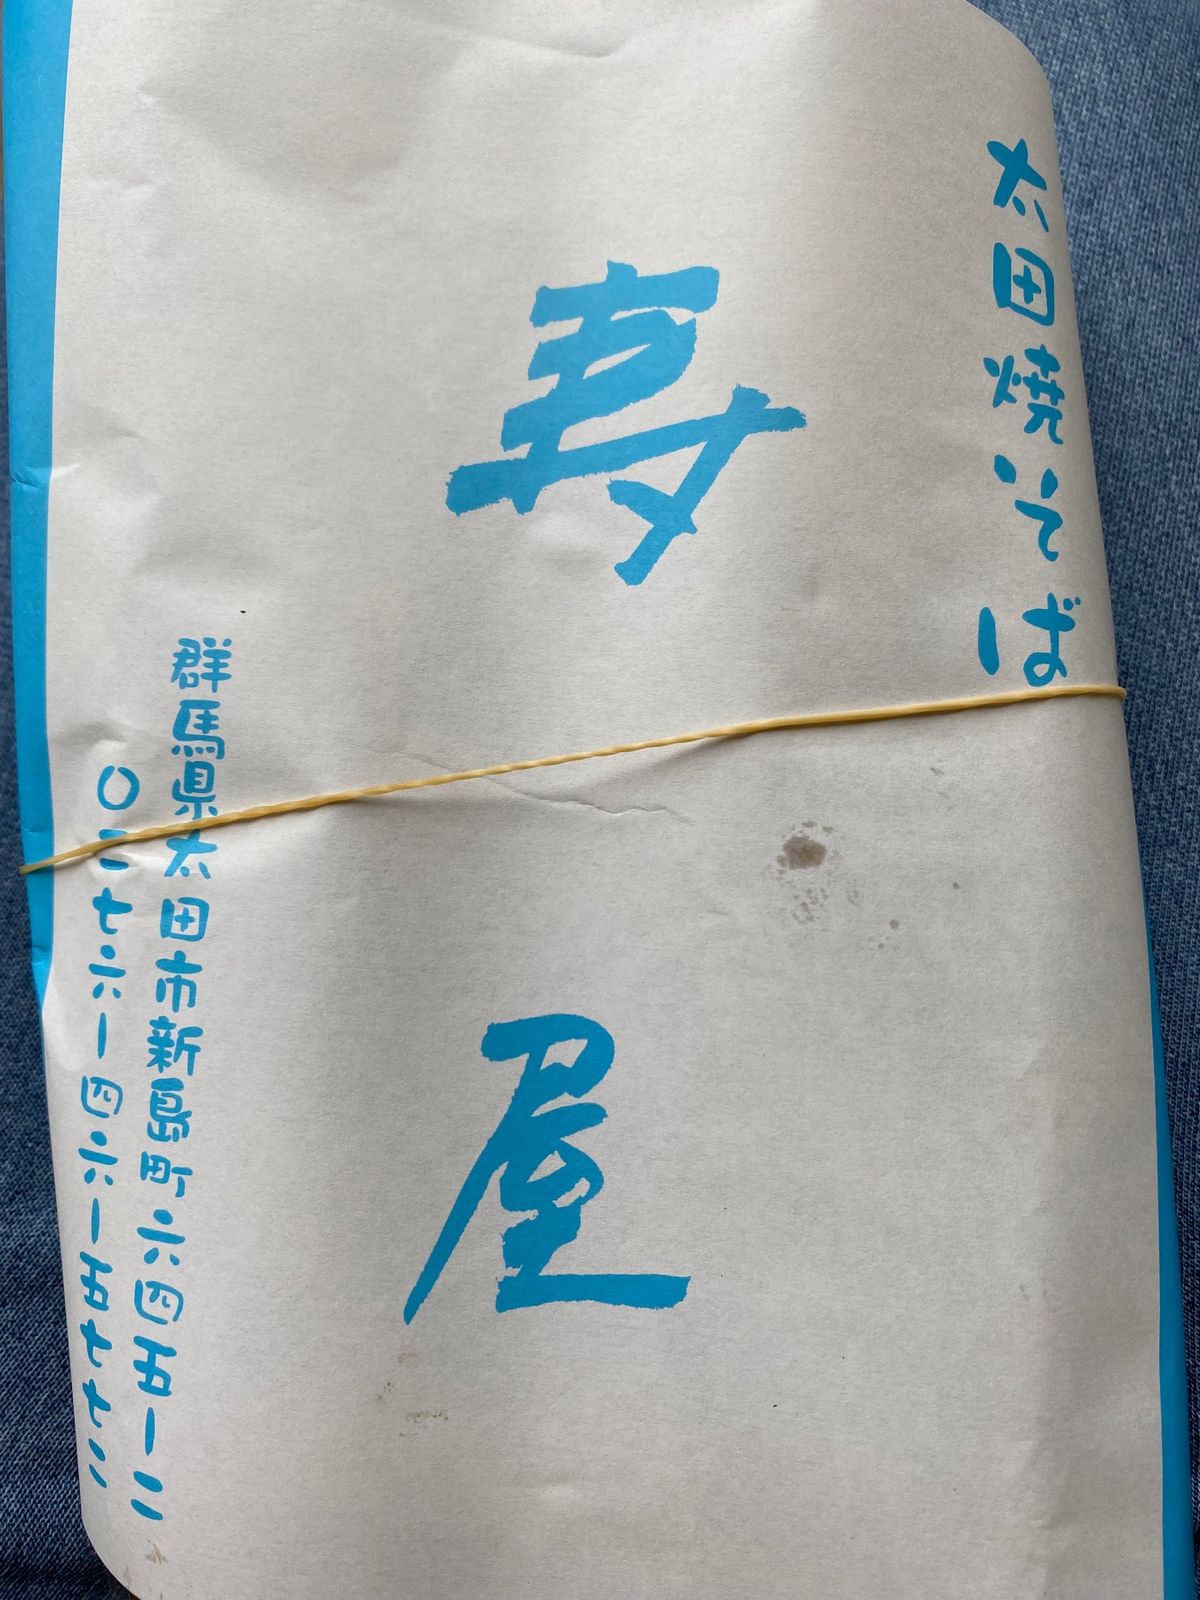 太田焼そば
寿屋
群馬県太田市新島町六四五ー二
〇二七六ー四六ー五七七二